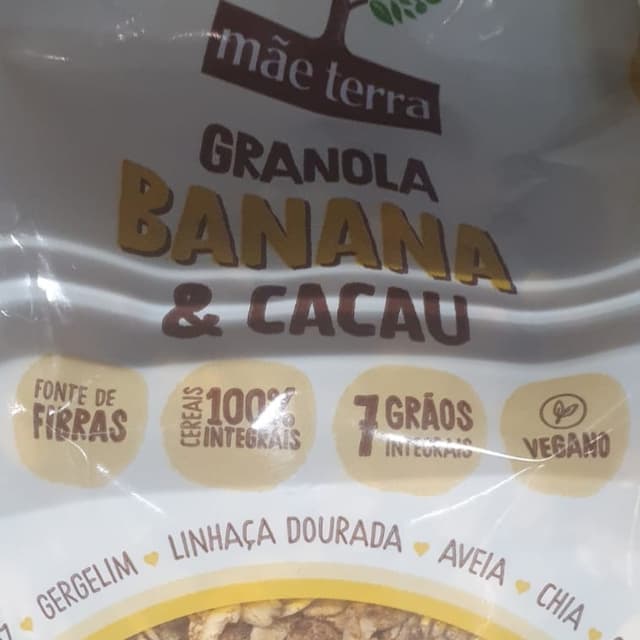 mãe terra
GRANOLA
BANANA
& CACAU
FONTE DE
FIBRAS
CEREAIS
100%
INTEGRAIS
7 GRÃOS
INTEGRAIS
VEGANO
GERGELIM LINHAÇA DOURADA AVEIA CHIA